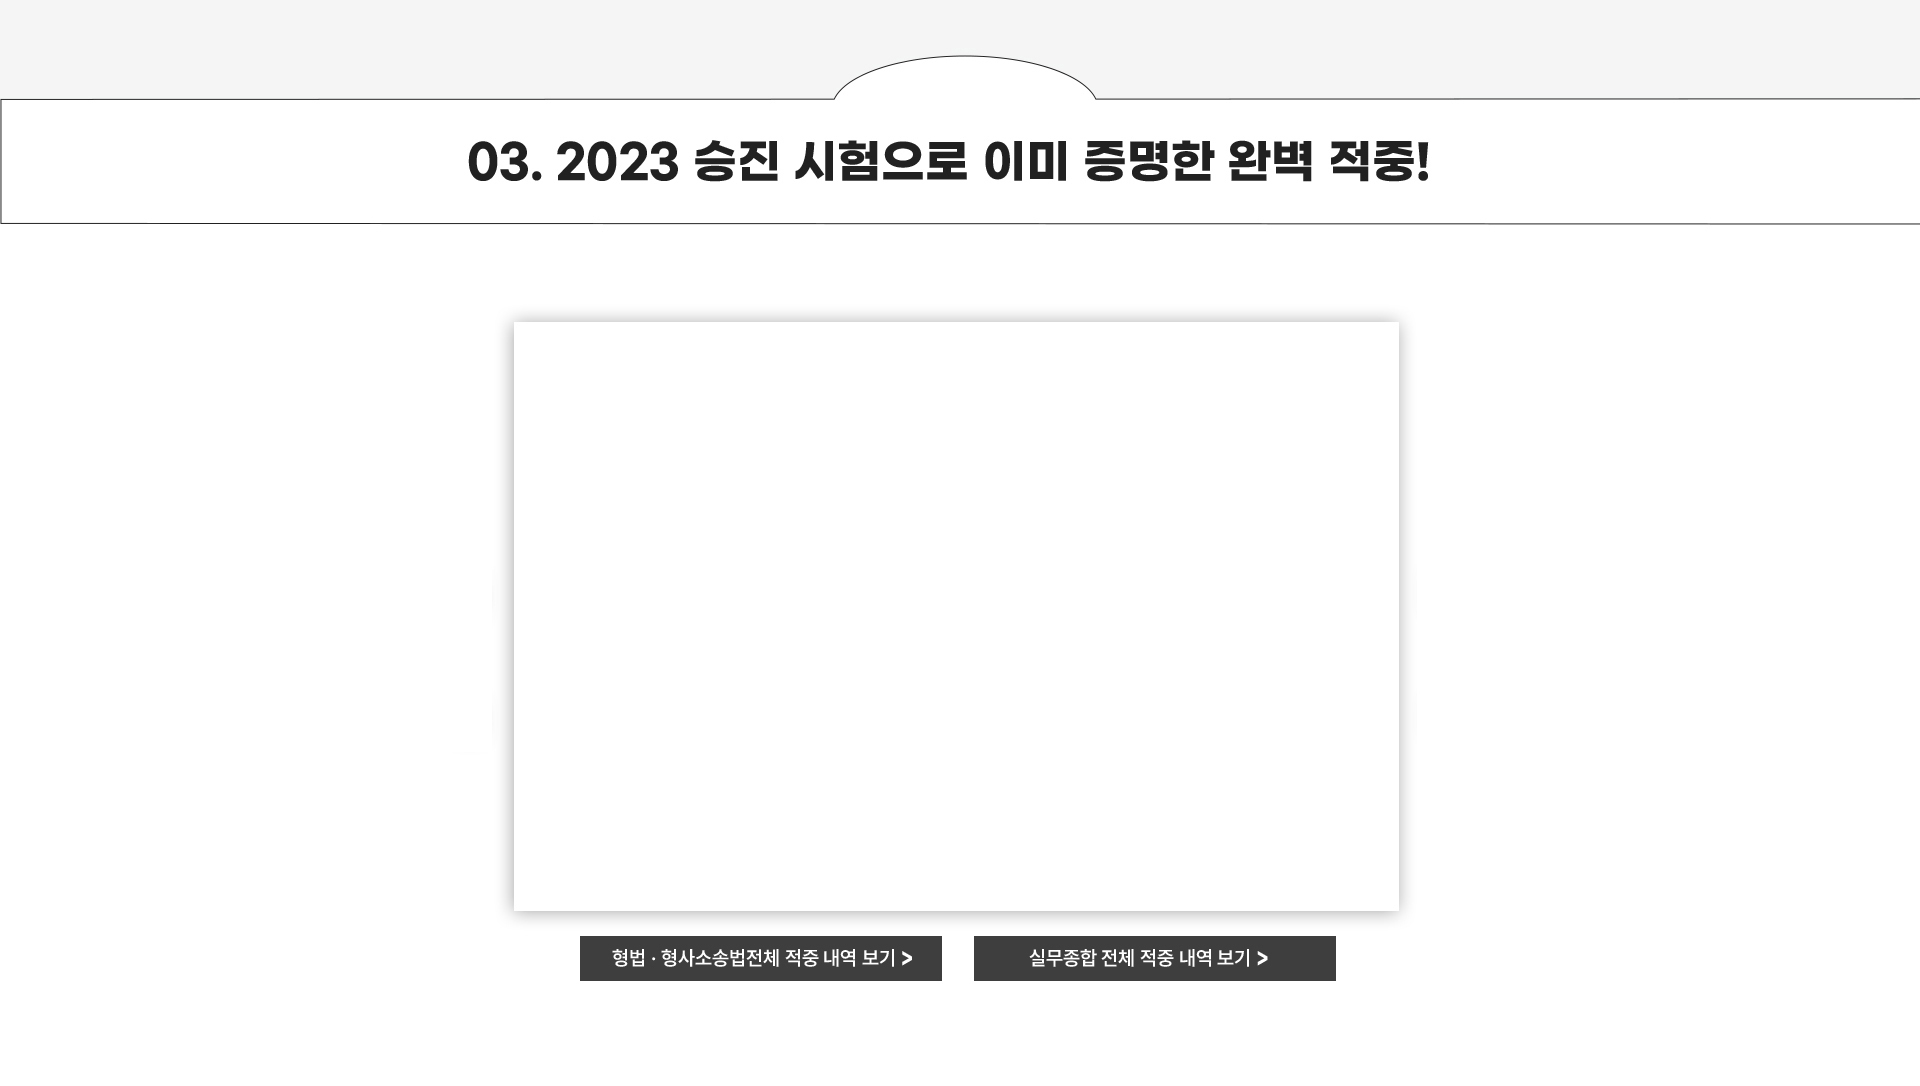 03. 2023 승진 시험으로 이미 증명한 완벽 적중!
형법 · 형사소송법전체 적중 내역 보기 >
실무종합 전체 적중 내역 보기 >